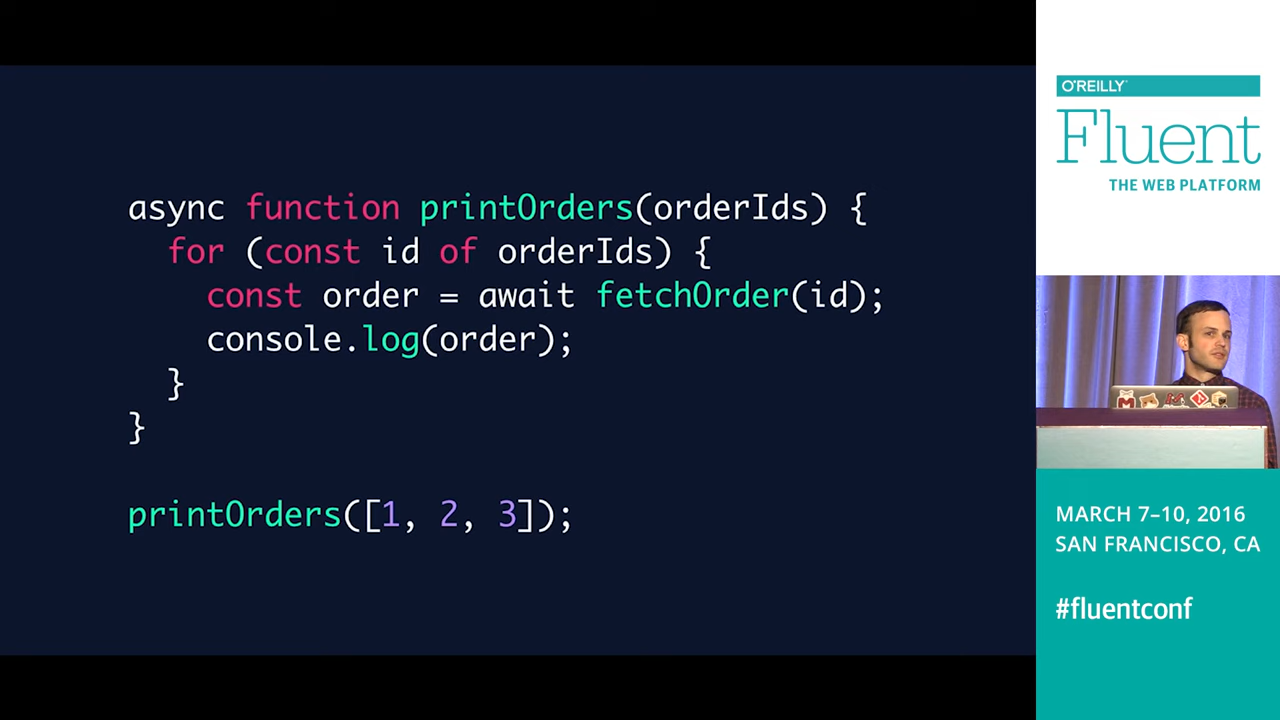 async function printOrders(orderIds) {
  for (const id of orderIds) {
    const order = await fetchOrder(id);
    console.log(order);
  }
}
printOrders([1, 2, 3]);
O'REILLY
Fluent
THE WEB PLATFORM
MARCH 7–10, 2016
SAN FRANCISCO, CA
#fluentconf